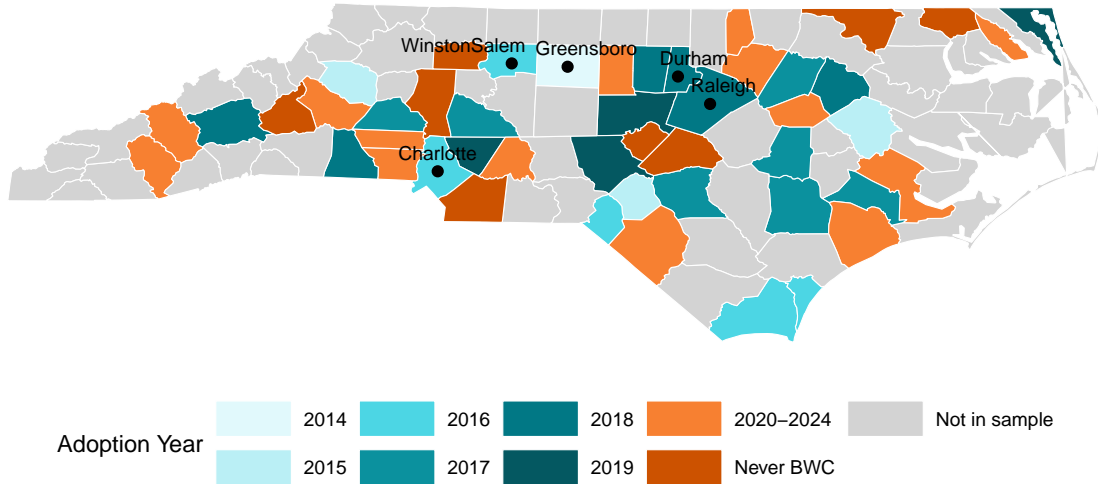 WinstonSalem Greensboro
Durham
Raleigh
Charlotte
Adoption Year
2014 2016 2018 2020–2024 Not in sample
2015 2017 2019 Never BWC